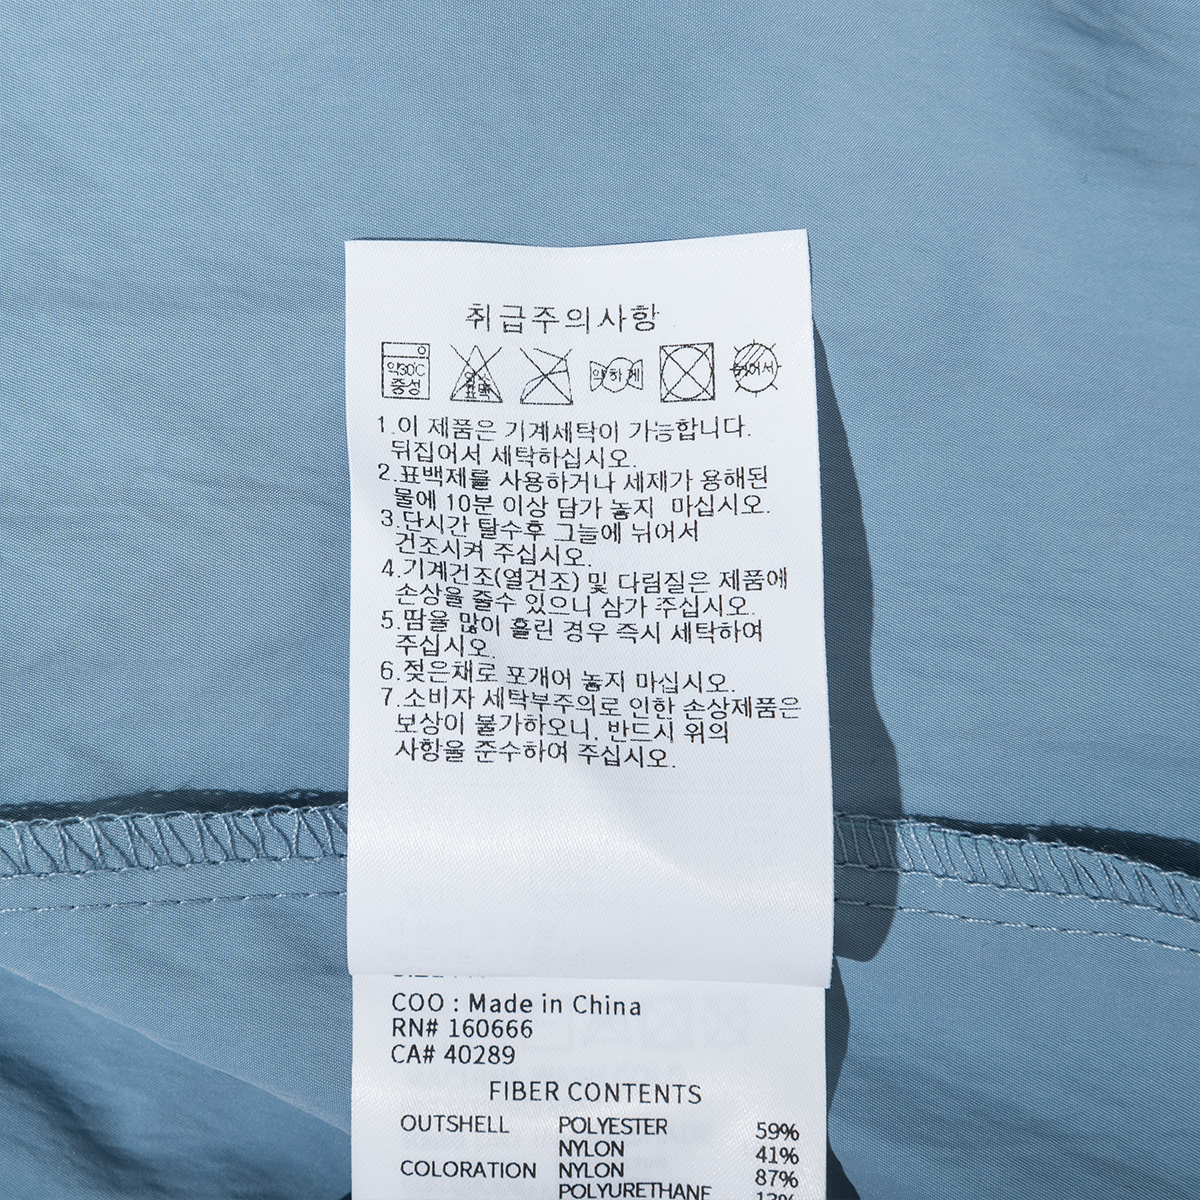 취급주의사항
약30℃
중성
염소
표백
약하게
뉘어서
1.이 제품은 기계세탁이 가능합니다.
뒤집어서 세탁하십시오.
2.표백제를 사용하거나 세제가 용해된
물에 10분 이상 담가 놓지 마십시오.
3.단시간 탈수후 그늘에 뉘어서
건조시켜 주십시오.
4.기계건조(열건조) 및 다림질은 제품에
손상을 줄수 있으니 삼가 주십시오.
5.땀을 많이 흘린 경우 즉시 세탁하여
주십시오.
6.젖은채로 포개어 놓지 마십시오.
7.소비자 세탁부주의로 인한 손상제품은
보상이 불가하오니, 반드시 위의
사항을 준수하여 주십시오.
COO : Made in China
RN# 160666
CA# 40289
FIBER CONTENTS
OUTSHELL POLYESTER 59%
NYLON 41%
COLORATION NYLON 87%
POLYURETHANE 13%